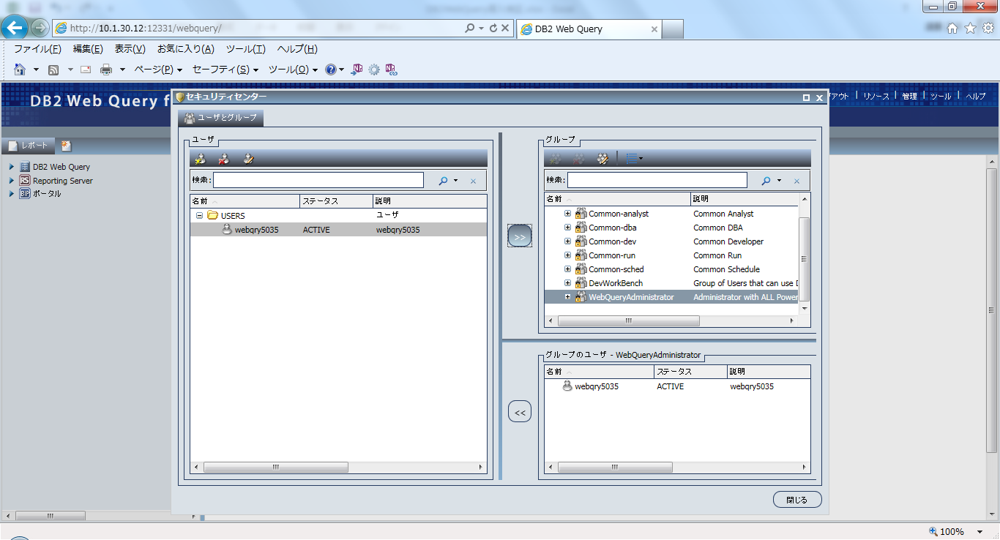 http://10.1.30.12:12331/webquery/
DB2 Web Query
ファイル(F) 編集(E) 表示(V) お気に入り(A) ツール(T) ヘルプ(H)
ページ(P) セーフティ(S) ツール(O)
DB2 Web Query f
セキュリティセンター
アウト リソース 管理 ツール ヘルプ
ユーザとグループ
レポート
DB2 Web Query
Reporting Server
ポータル
ユーザ
検索:
名前 ステータス 説明
USERS ユーザ
webqry5035 ACTIVE webqry5035
>>
<<
グループ
検索:
名前 説明
Common-analyst Common Analyst
Common-dba Common DBA
Common-dev Common Developer
Common-run Common Run
Common-sched Common Schedule
DevWorkBench Group of Users that can use D
WebQueryAdministrator Administrator with ALL Power
グループのユーザ - WebQueryAdministrator
名前 ステータス 説明
webqry5035 ACTIVE webqry5035
閉じる
100%